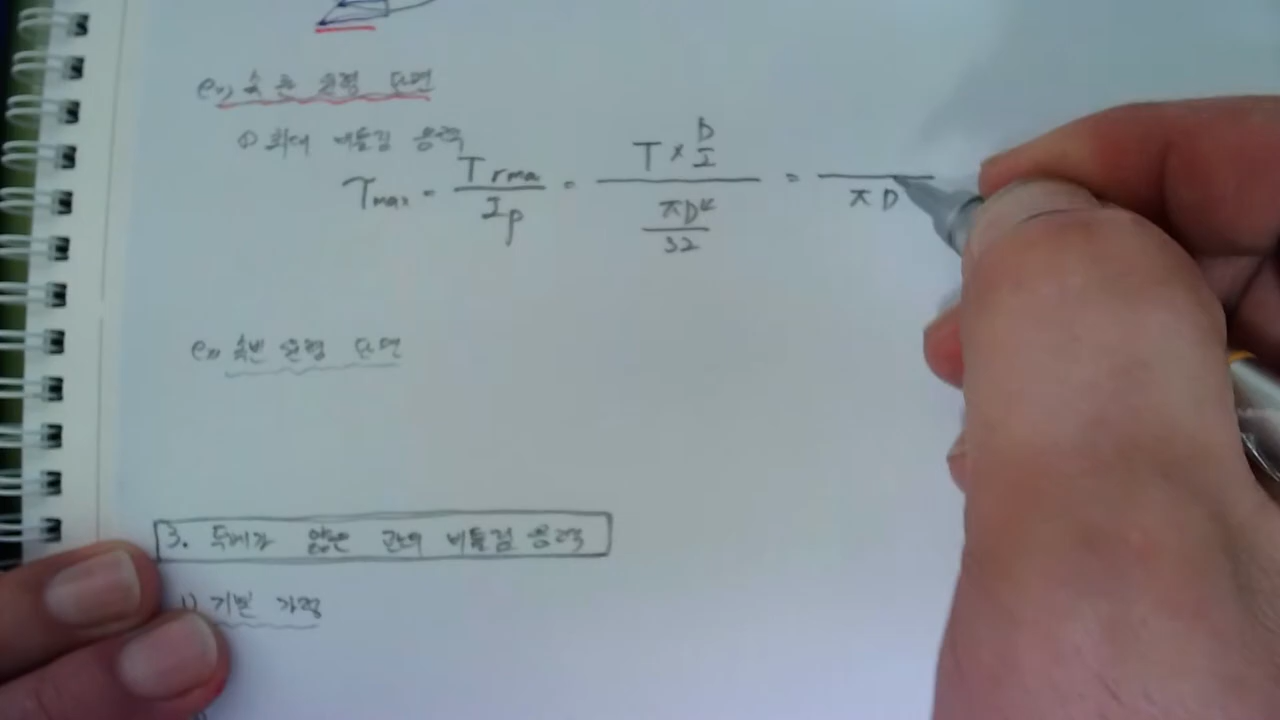 ex) 속 찬 원형 단면
① 최대 비틀림 응력
τmax = T rma / Ip = T × D/2 / πD⁴/32 = / πD
ex) 속빈 원형 단면
3. 두께가 얇은 관의 비틀림 응력
1) 기본 가정